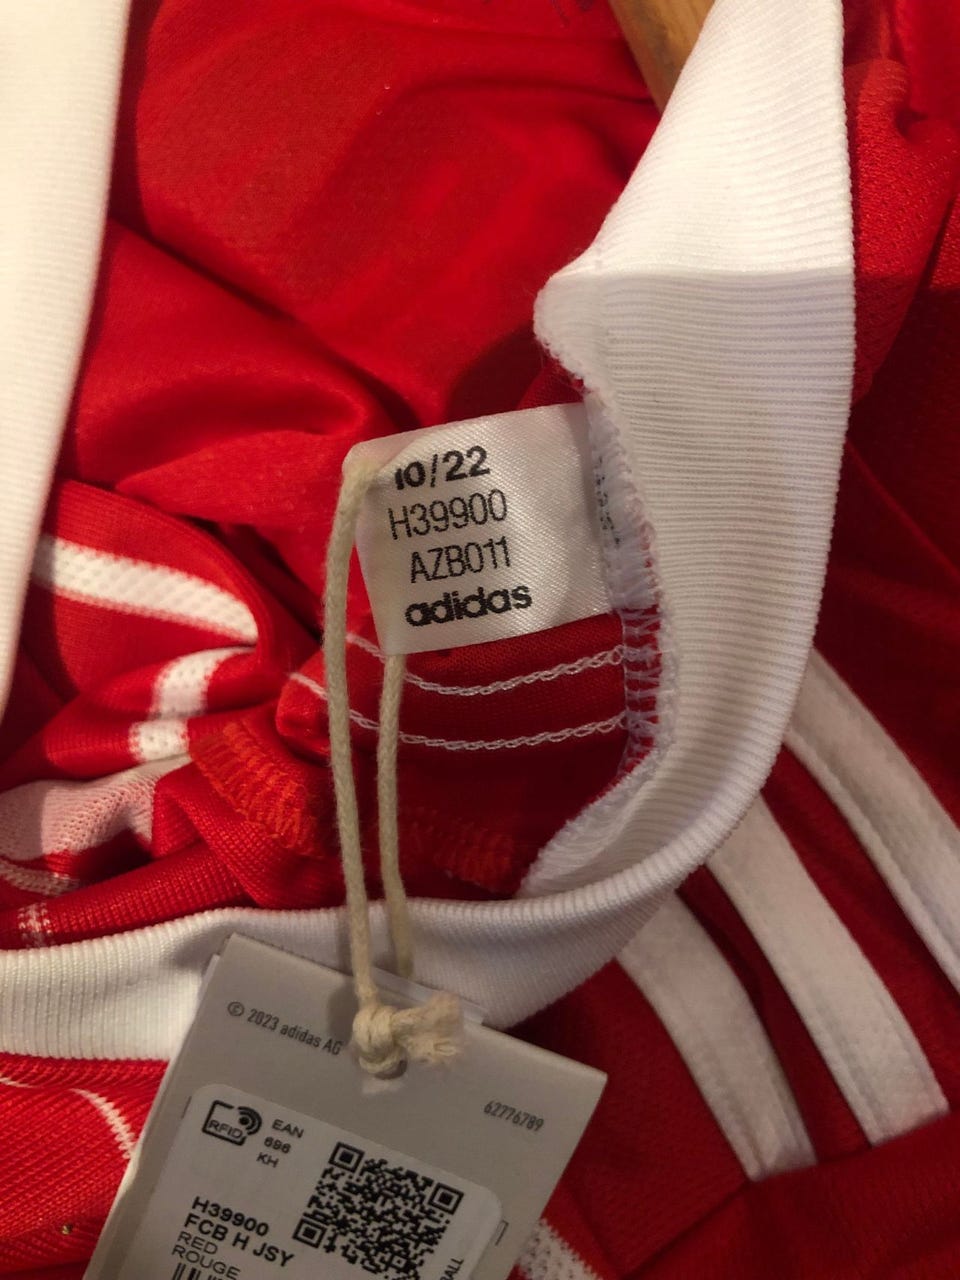 10/22
H39900
AZB011
adidas
© 2023 adidas AG
62776789
RFID
EAN
696
KH
H39900
FCB H JSY
RED
ROUGE